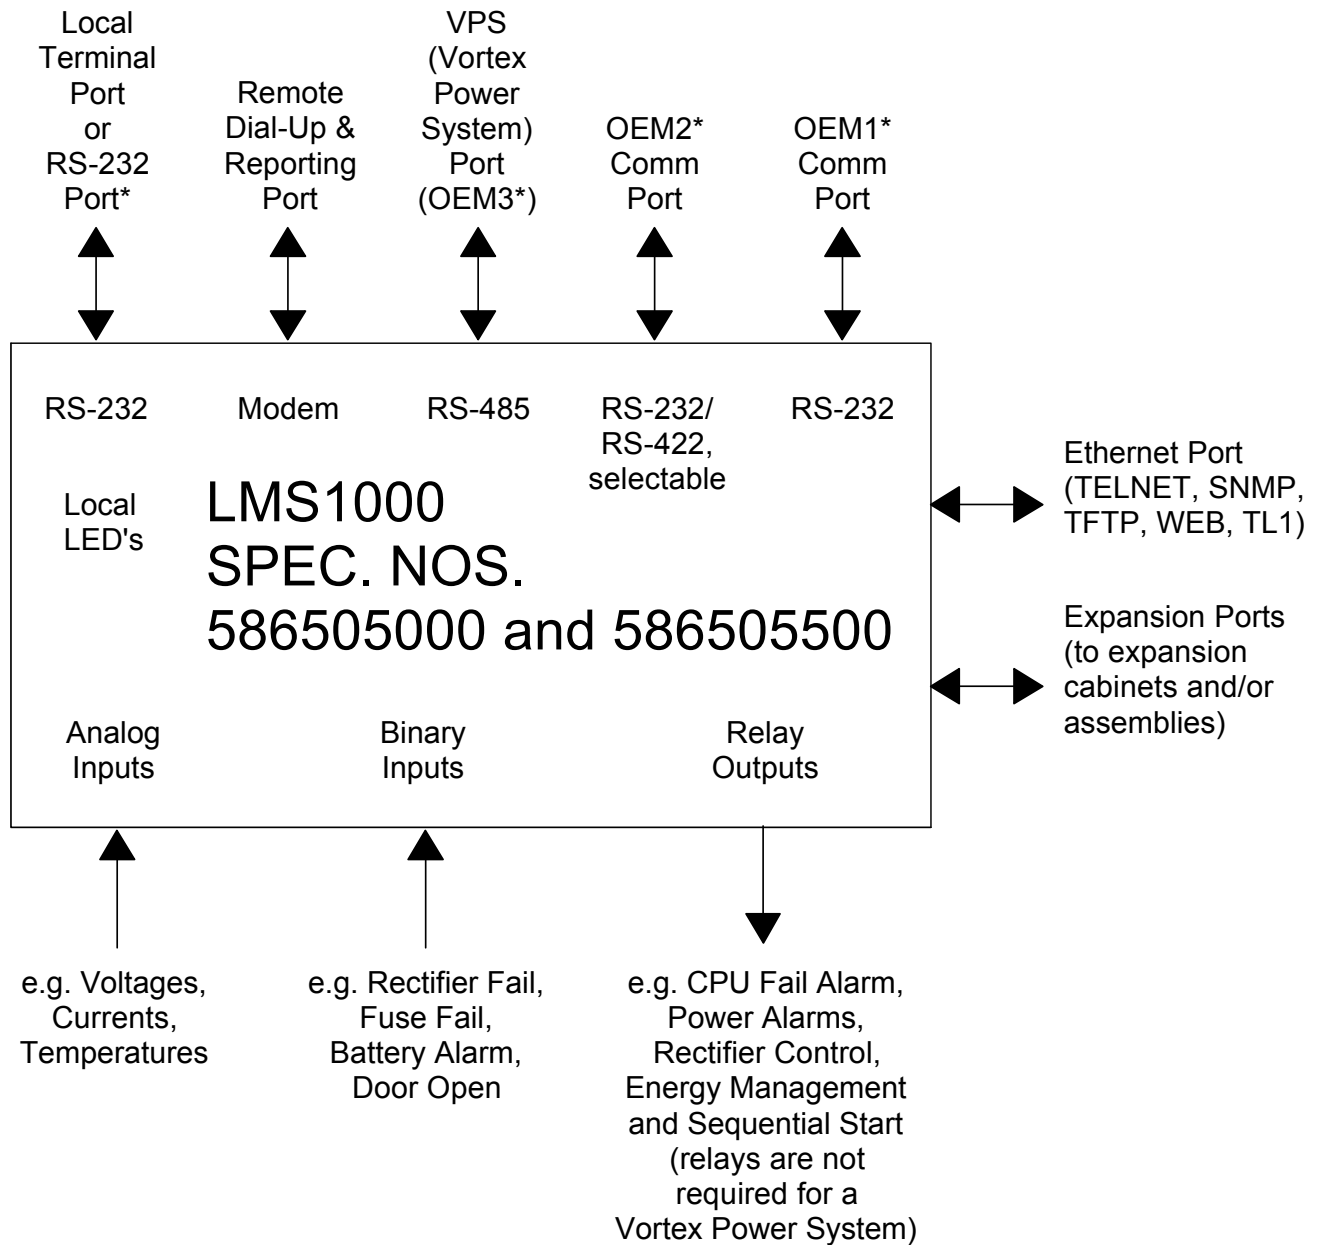 Local
Terminal
Port
or
RS-232
Port*
Remote
Dial-Up &
Reporting
Port
VPS
(Vortex
Power
System)
Port
(OEM3*)
OEM2*
Comm
Port
OEM1*
Comm
Port
RS-232
Modem
RS-485
RS-232/
RS-422,
selectable
RS-232
Local
LED's
LMS1000
SPEC. NOS.
586505000 and 586505500
Ethernet Port
(TELNET, SNMP,
TFTP, WEB, TL1)
Expansion Ports
(to expansion
cabinets and/or
assemblies)
Analog
Inputs
Binary
Inputs
Relay
Outputs
e.g. Voltages,
Currents,
Temperatures
e.g. Rectifier Fail,
Fuse Fail,
Battery Alarm,
Door Open
e.g. CPU Fail Alarm,
Power Alarms,
Rectifier Control,
Energy Management
and Sequential Start
(relays are not
required for a
Vortex Power System)